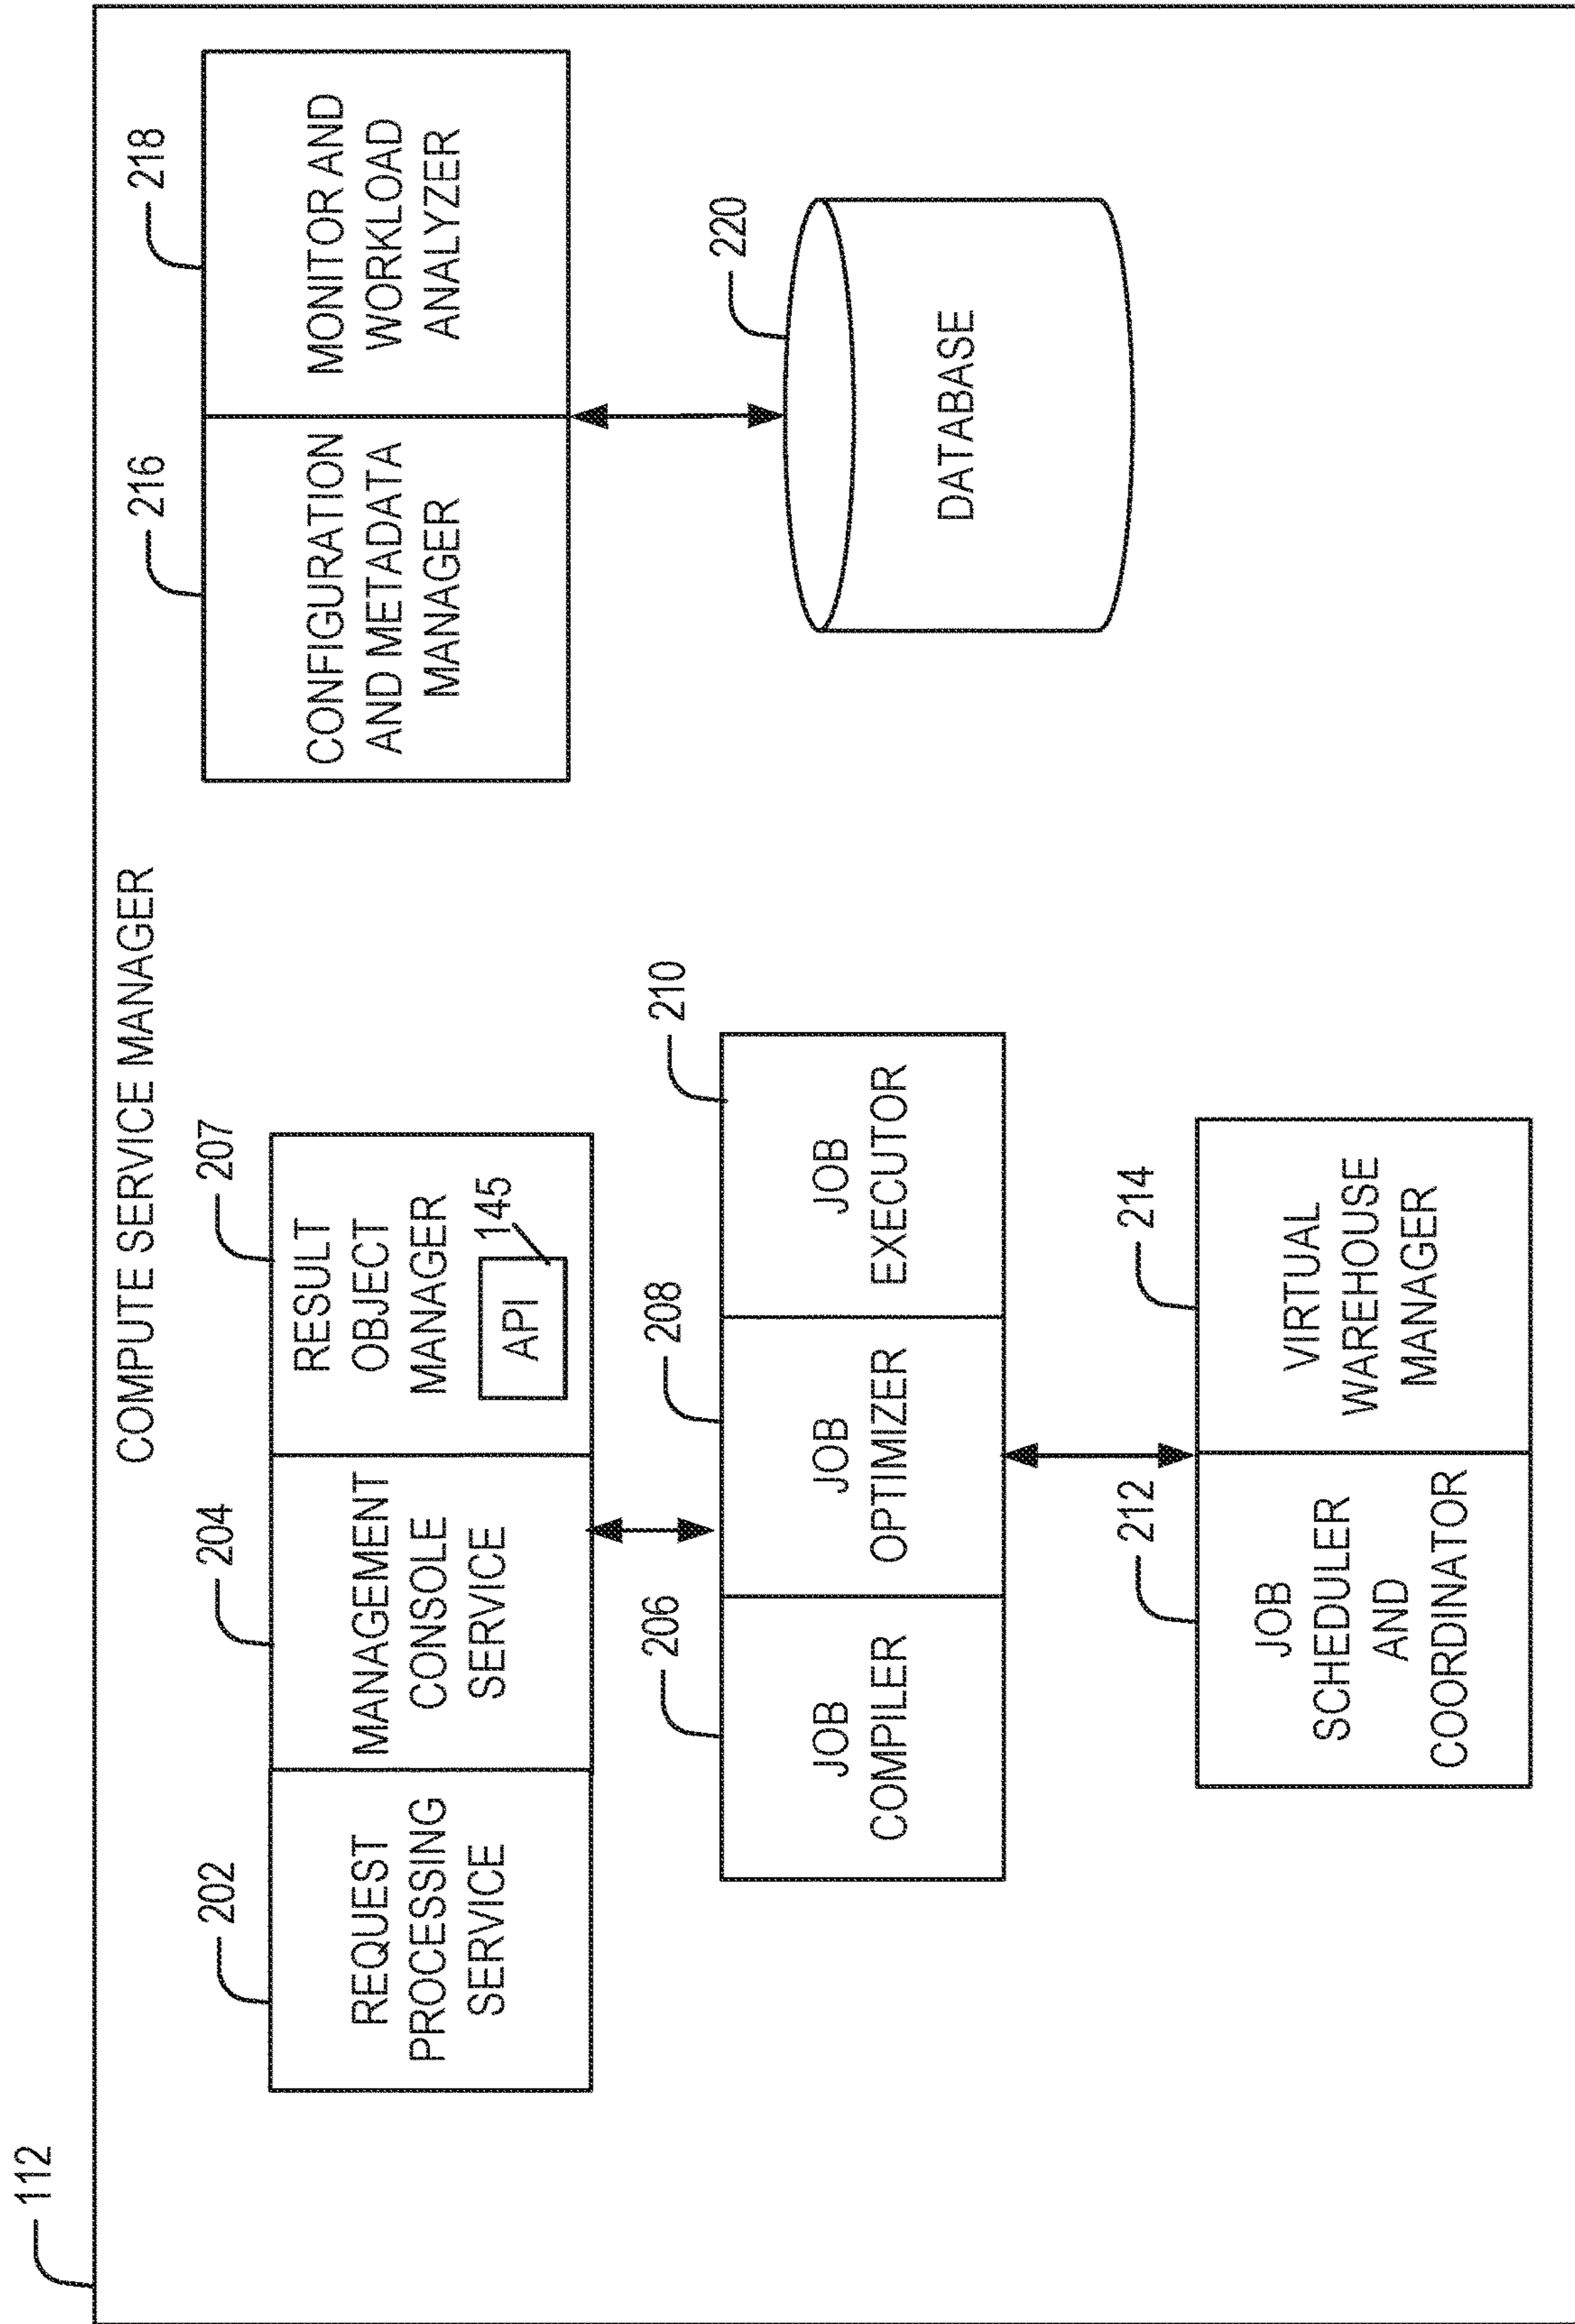 112
COMPUTE SERVICE MANAGER
202
REQUEST
PROCESSING
SERVICE
204
MANAGEMENT
CONSOLE
SERVICE
207
RESULT
OBJECT
MANAGER
API
145
206
JOB
COMPILER
208
JOB
OPTIMIZER
210
JOB
EXECUTOR
212
JOB
SCHEDULER
AND
COORDINATOR
214
VIRTUAL
WAREHOUSE
MANAGER
216
CONFIGURATION
AND METADATA
MANAGER
218
MONITOR AND
WORKLOAD
ANALYZER
220
DATABASE